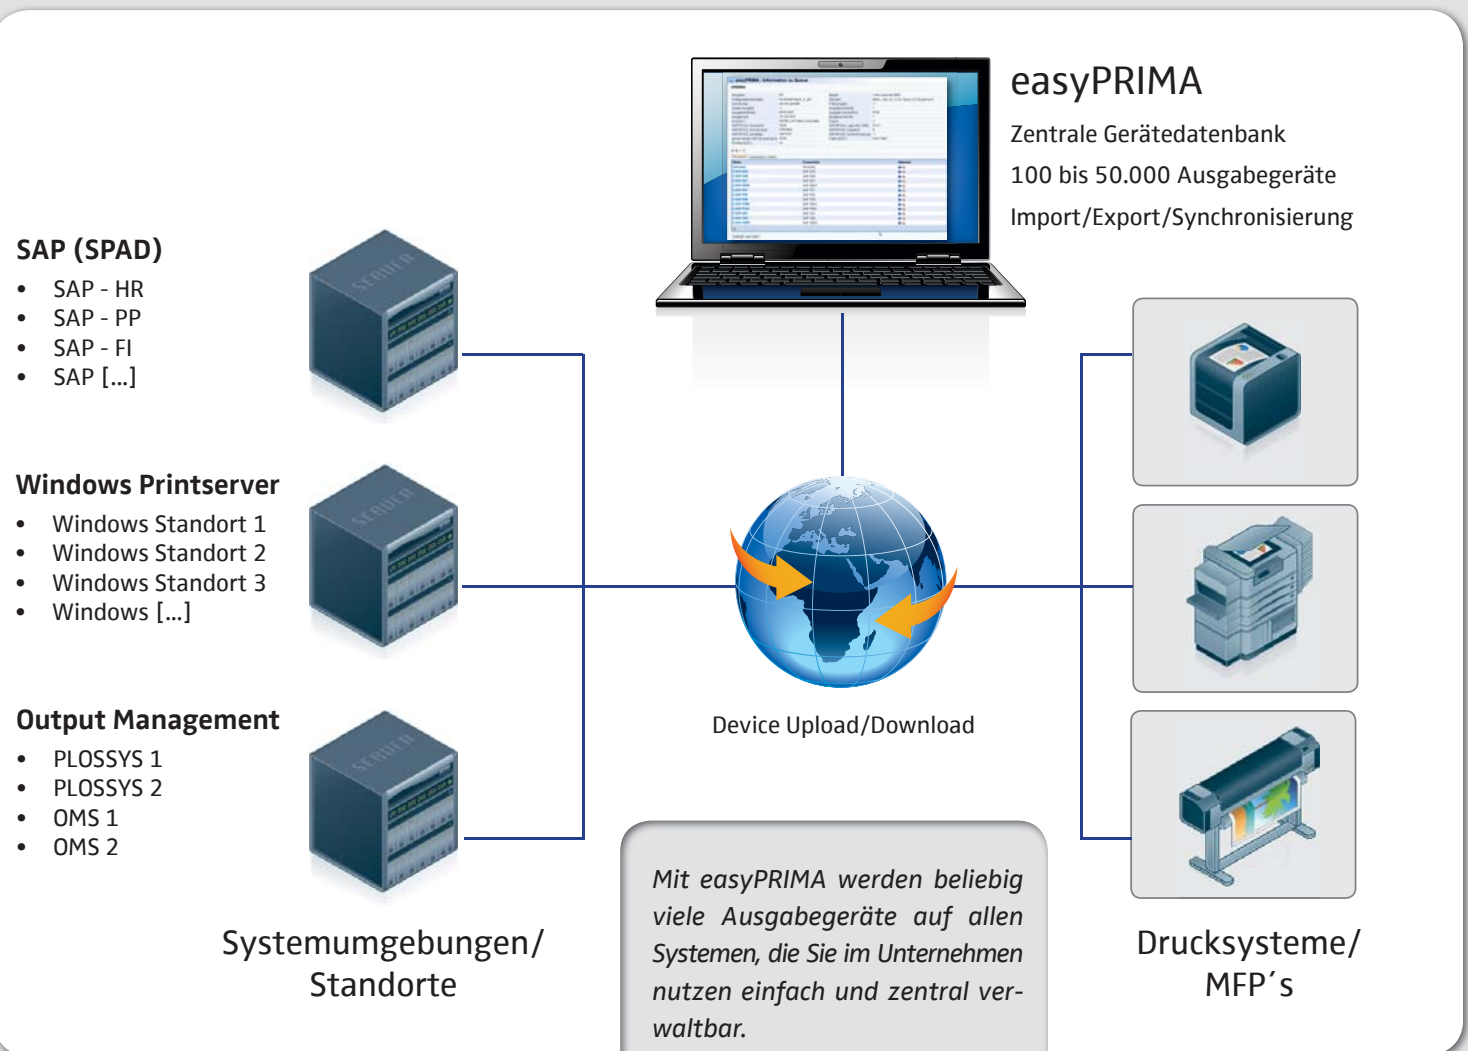 easyPRIMA
Zentrale Gerätedatenbank
100 bis 50.000 Ausgabegeräte
Import/Export/Synchronisierung
SAP (SPAD)
• SAP - HR
• SAP - PP
• SAP - FI
• SAP [...]
SERVER
Windows Printserver
• Windows Standort 1
• Windows Standort 2
• Windows Standort 3
• Windows [...]
SERVER
Output Management
• PLOSSYS 1
• PLOSSYS 2
• OMS 1
• OMS 2
SERVER
Device Upload/Download
Systemumgebungen/
Standorte
Mit easyPRIMA werden beliebig
viele Ausgabegeräte auf allen
Systemen, die Sie im Unternehmen
nutzen einfach und zentral ver-
waltbar.
Drucksysteme/
MFP´s